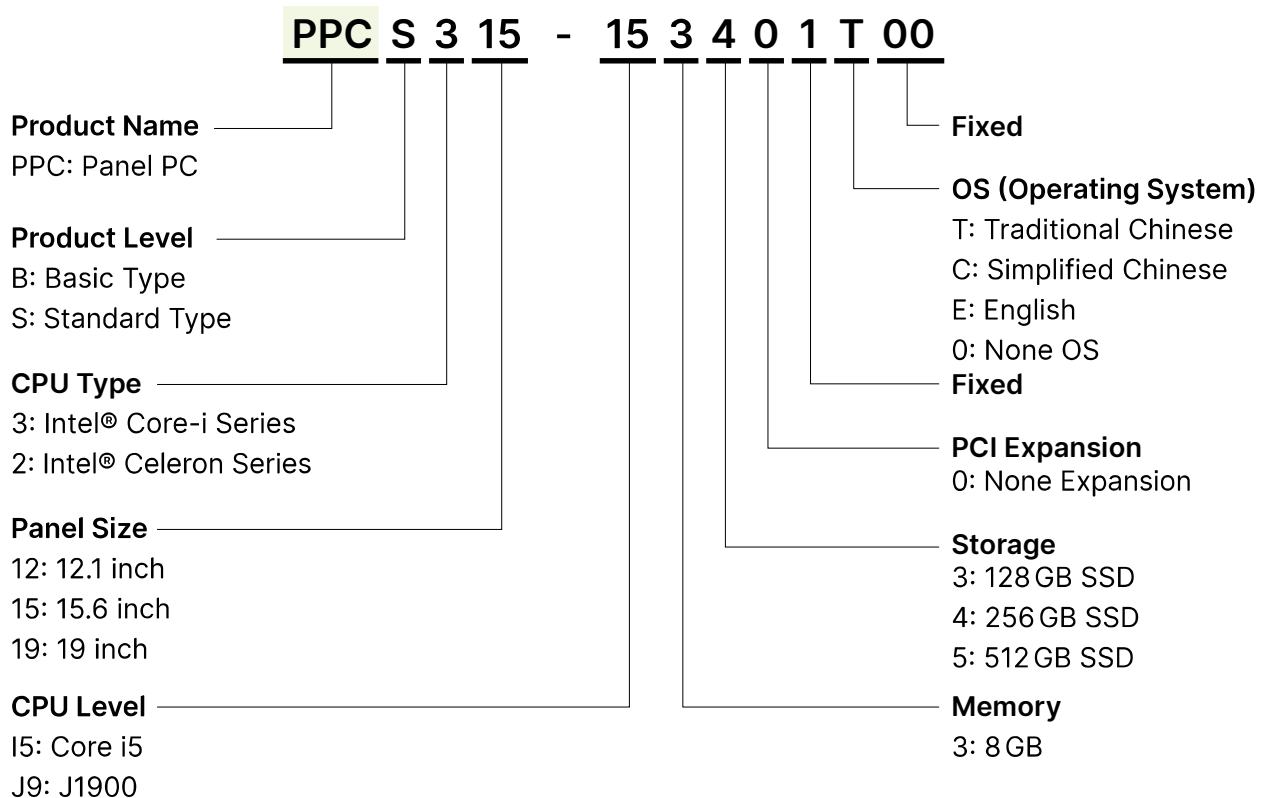 PPC S 3 15 - 15 3 4 0 1 T 00
Product Name
PPC: Panel PC
Product Level
B: Basic Type
S: Standard Type
CPU Type
3: Intel® Core-i Series
2: Intel® Celeron Series
Panel Size
12: 12.1 inch
15: 15.6 inch
19: 19 inch
CPU Level
I5: Core i5
J9: J1900
Fixed
OS (Operating System)
T: Traditional Chinese
C: Simplified Chinese
E: English
0: None OS
Fixed
PCI Expansion
0: None Expansion
Storage
3: 128 GB SSD
4: 256 GB SSD
5: 512 GB SSD
Memory
3: 8 GB